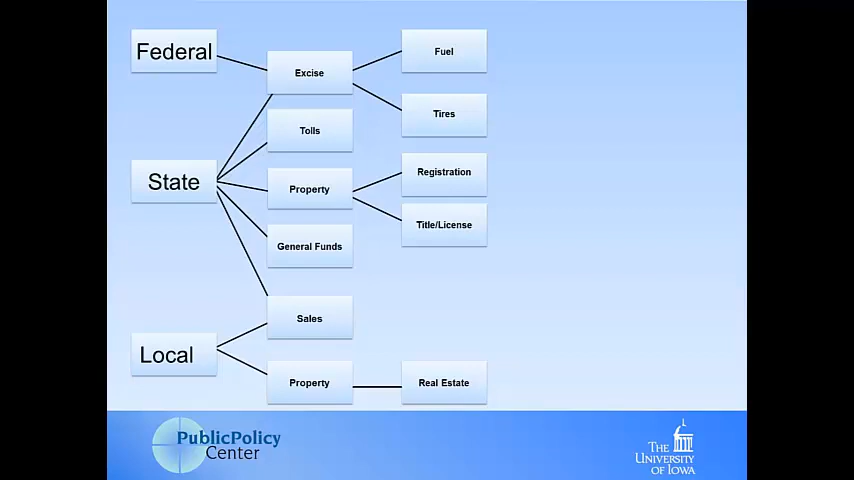 Federal
Excise
Fuel
Tires
Tolls
State
Property
Registration
Title/License
General Funds
Sales
Local
Property
Real Estate
PublicPolicy
Center
THE
UNIVERSITY
OF IOWA